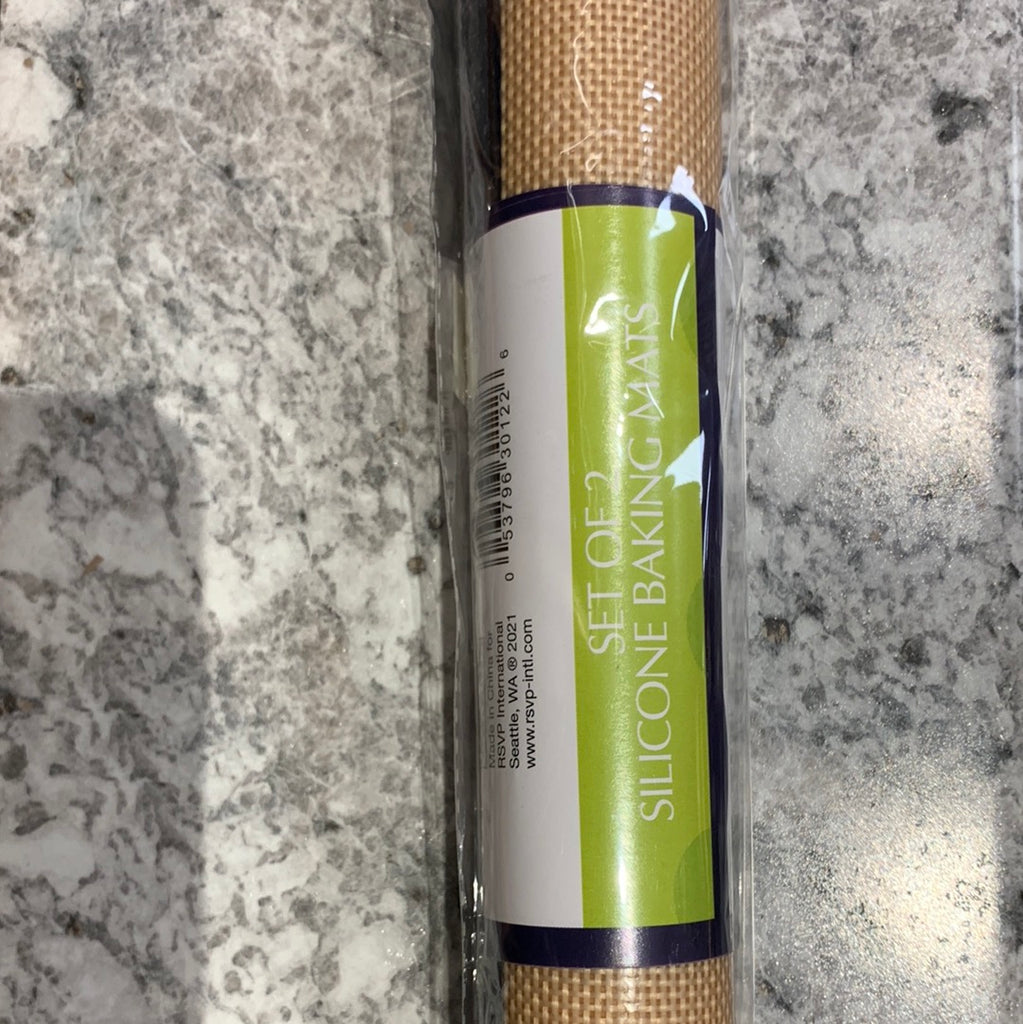 SET OF 2
SILICONE BAKING MATS
0 53796 30122 6
Made in China for
RSVP International
Seattle, WA ® 2021
www.rsvp-intl.com